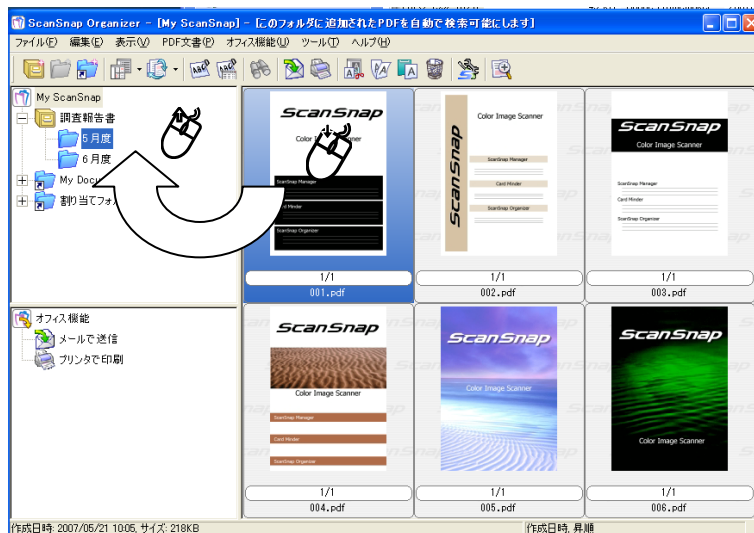 ScanSnap Organizer - [My ScanSnap] - [このフォルダに追加されたPDFを自動で検索可能にします]
ファイル(F) 編集(E) 表示(V) PDF文書(P) オフィス機能(U) ツール(T) ヘルプ(H)
My ScanSnap
調査報告書
5月度
6月度
My Docu
割り当てフォ
オフィス機能
メールで送信
プリンタで印刷
ScanSnap
ScanSnap Manager
Card Minder
ScanSnap Organizer
1/1
001.pdf
ScanSnap
Color Image Scanner
ScanSnap Manager
Card Minder
ScanSnap Organizer
1/1
002.pdf
ScanSnap
Color Image Scanner
ScanSnap Manager
Card Minder
ScanSnap Organizer
1/1
003.pdf
ScanSnap
Color Image Scanner
ScanSnap Manager
Card Minder
ScanSnap Organizer
1/1
004.pdf
ScanSnap
Color Image Scanner
1/1
005.pdf
ScanSnap
Color Image Scanner
1/1
006.pdf
作成日時: 2007/05/21 10:05, サイズ: 218KB
作成日時, 昇順